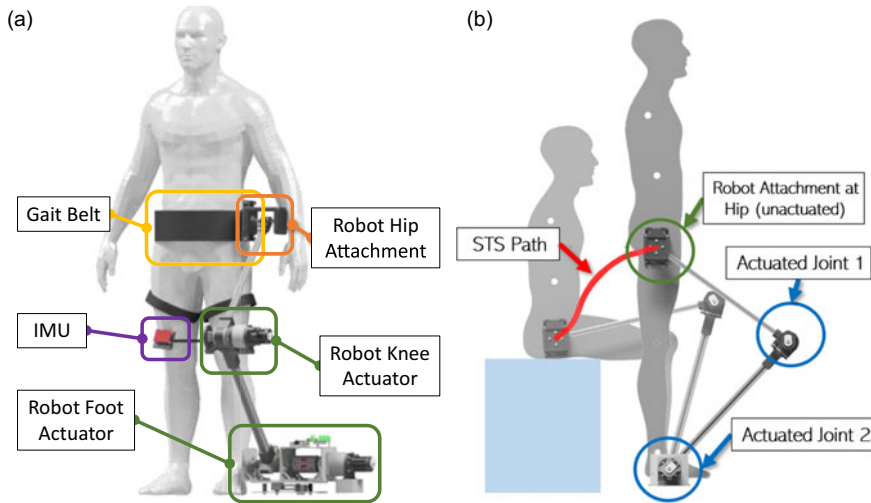 (a)
Gait Belt
Robot Hip
Attachment
IMU
Robot Knee
Actuator
Robot Foot
Actuator
(b)
Robot Attachment at
Hip (unactuated)
STS Path
Actuated Joint 1
Actuated Joint 2